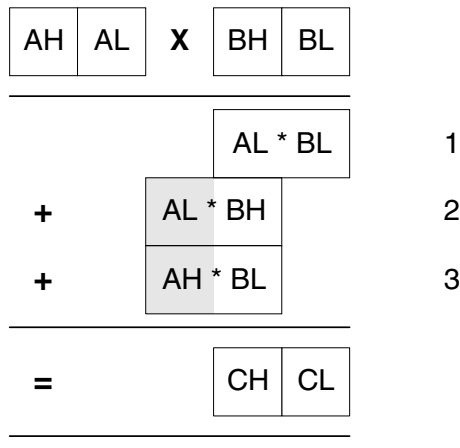 AH AL X BH BL
AL * BL 1
+ AL * BH 2
+ AH * BL 3
= CH CL